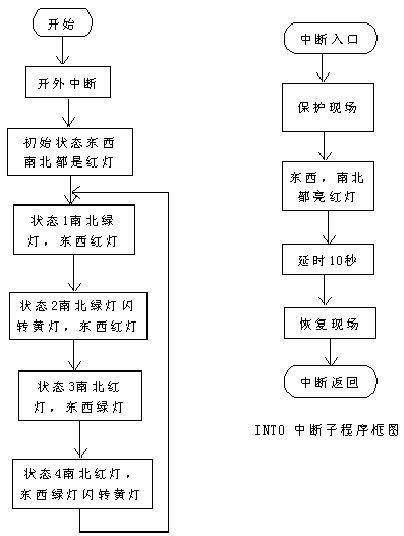 开始
开外中断
初始状态东西
南北都是红灯
状态1南北绿
灯，东西红灯
状态2南北绿灯闪
转黄灯，东西红灯
状态3南北红
灯，东西绿灯
状态4南北红灯，
东西绿灯闪转黄灯
中断入口
保护现场
东西，南北
都亮红灯
延时10秒
恢复现场
中断返回
INT0 中断子程序框图